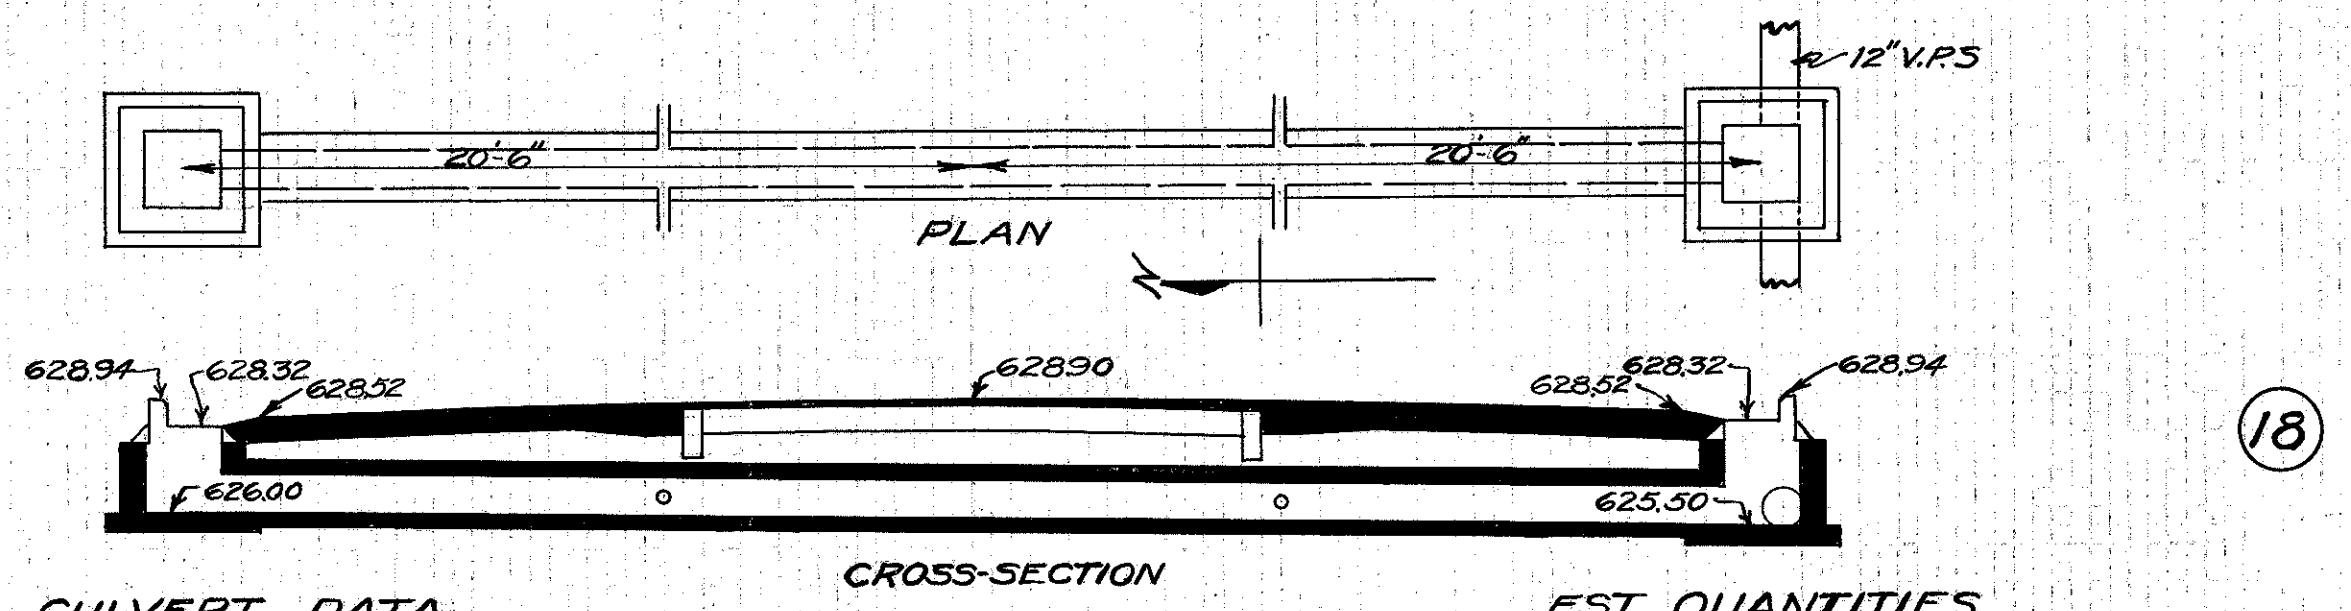 12" V.P.S
20'-6"
20'-6"
PLAN
N
628.94
628.32
628.52
628.90
628.52
628.32
628.94
626.00
625.50
18
CROSS-SECTION
CULVERT DATA
EST QUANTITIES